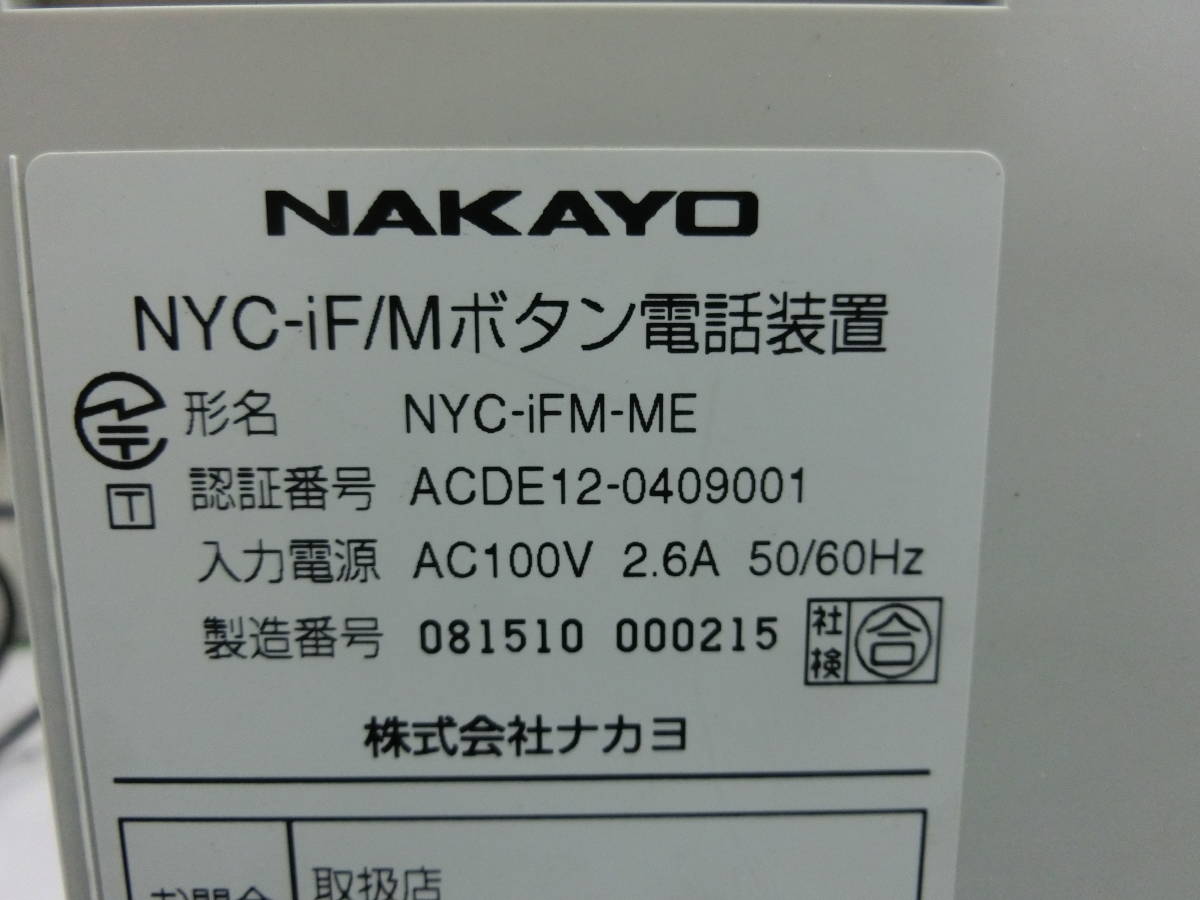 NAKAYO
NYC-iF/Mボタン電話装置
形名 NYC-iFM-ME
T
認証番号 ACDE12-0409001
入力電源 AC100V 2.6A 50/60Hz
製造番号 081510 000215 社検 合
株式会社ナカヨ
取扱店